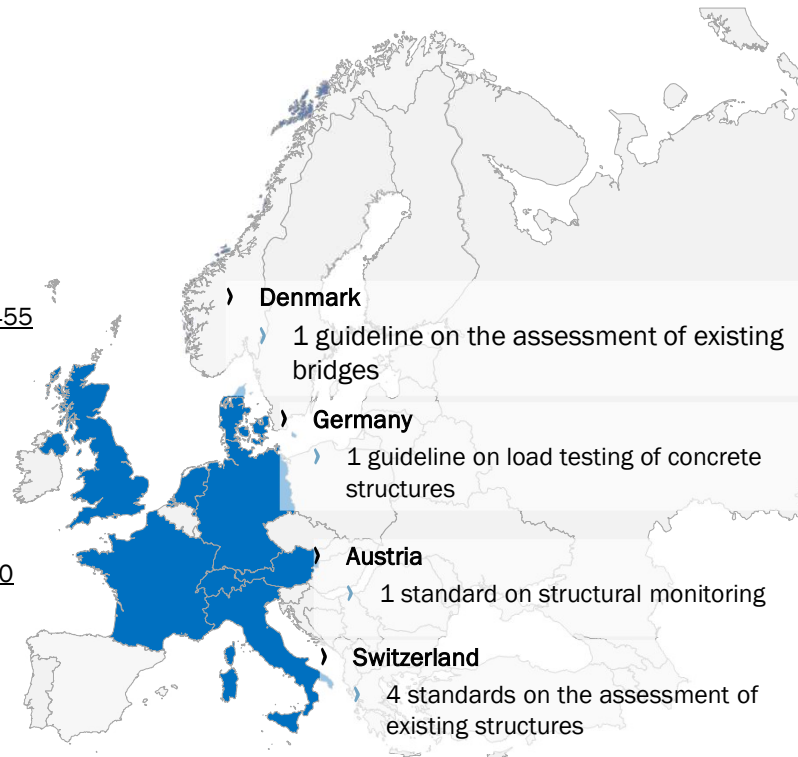 › Denmark
› 1 guideline on the assessment of existing
bridges
455
› Germany
› 1 guideline on load testing of concrete
structures
› Austria
› 1 standard on structural monitoring
0
› Switzerland
› 4 standards on the assessment of
existing structures